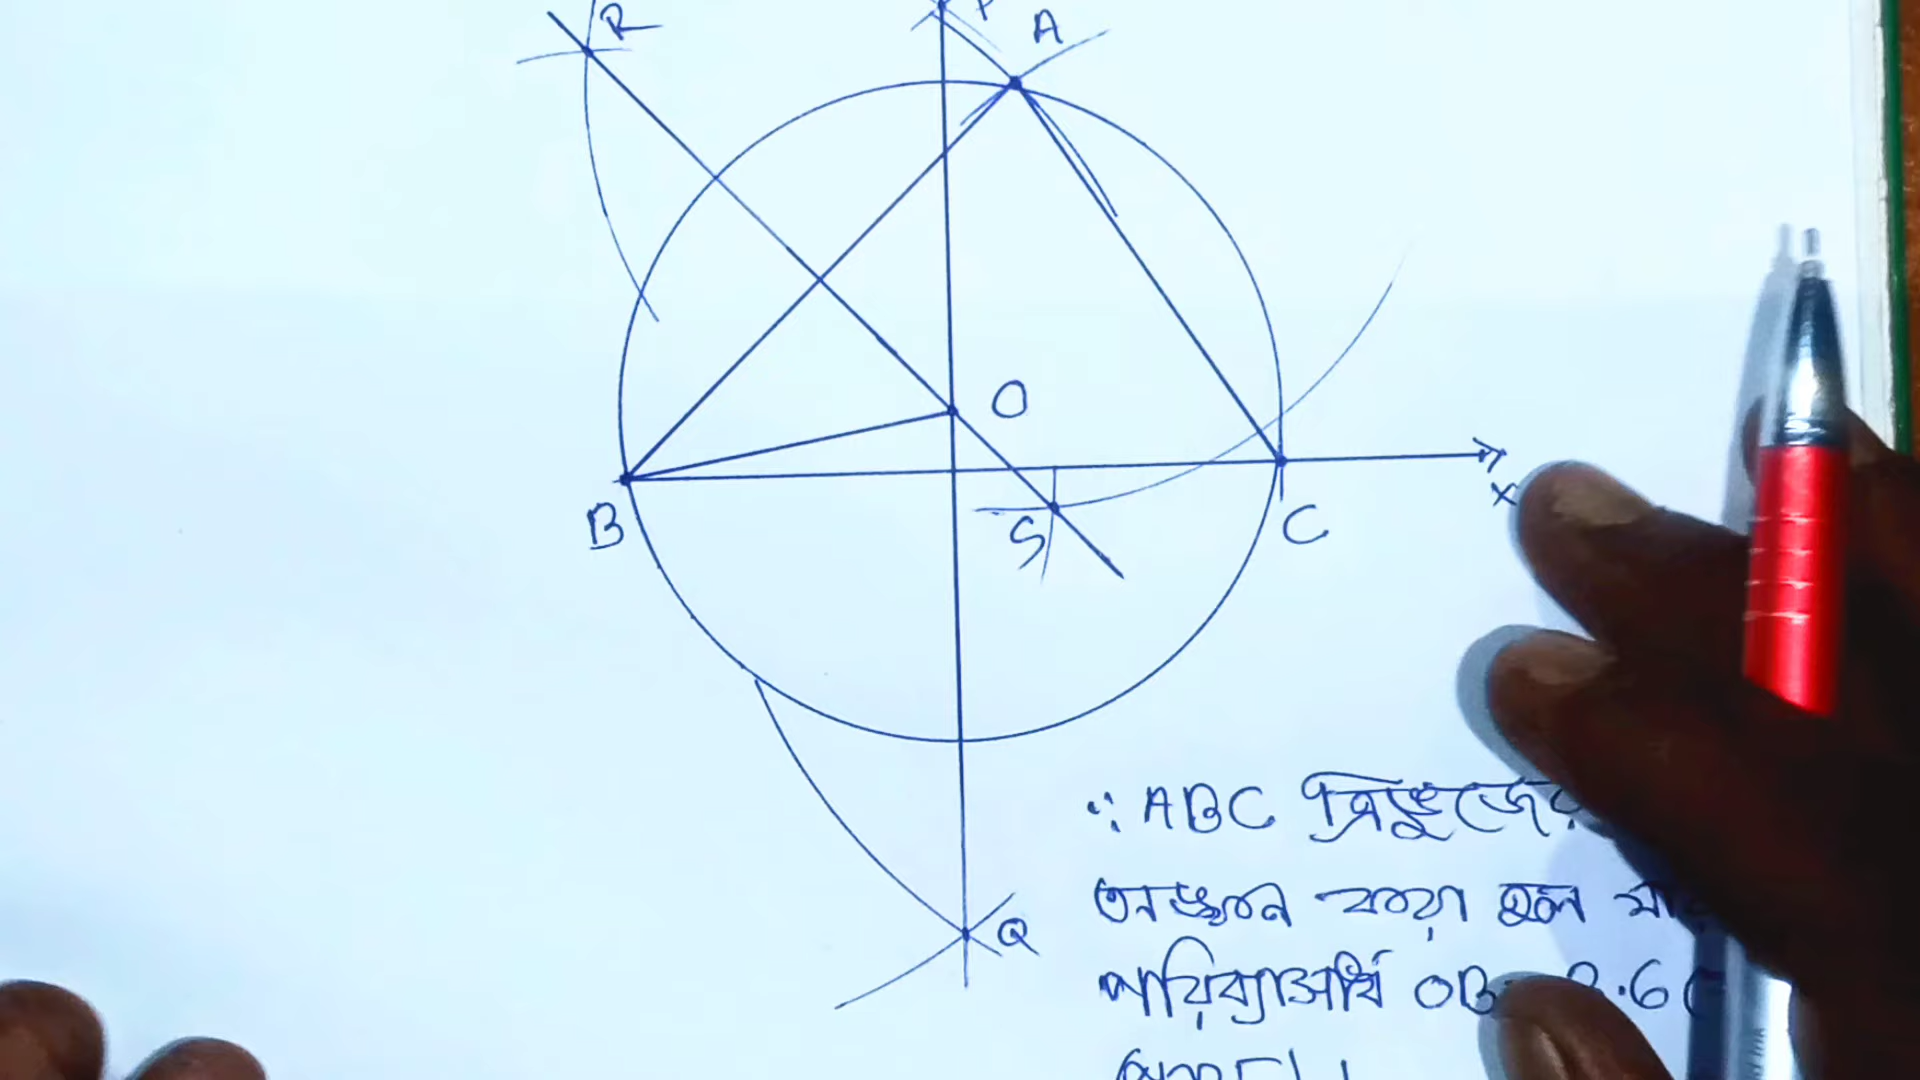 R
P
A
O
B
S
C
x
Q
∴ ABC ত্রিভুজের
অঙ্কন করা হল
পরিব্যাসার্ধ OB